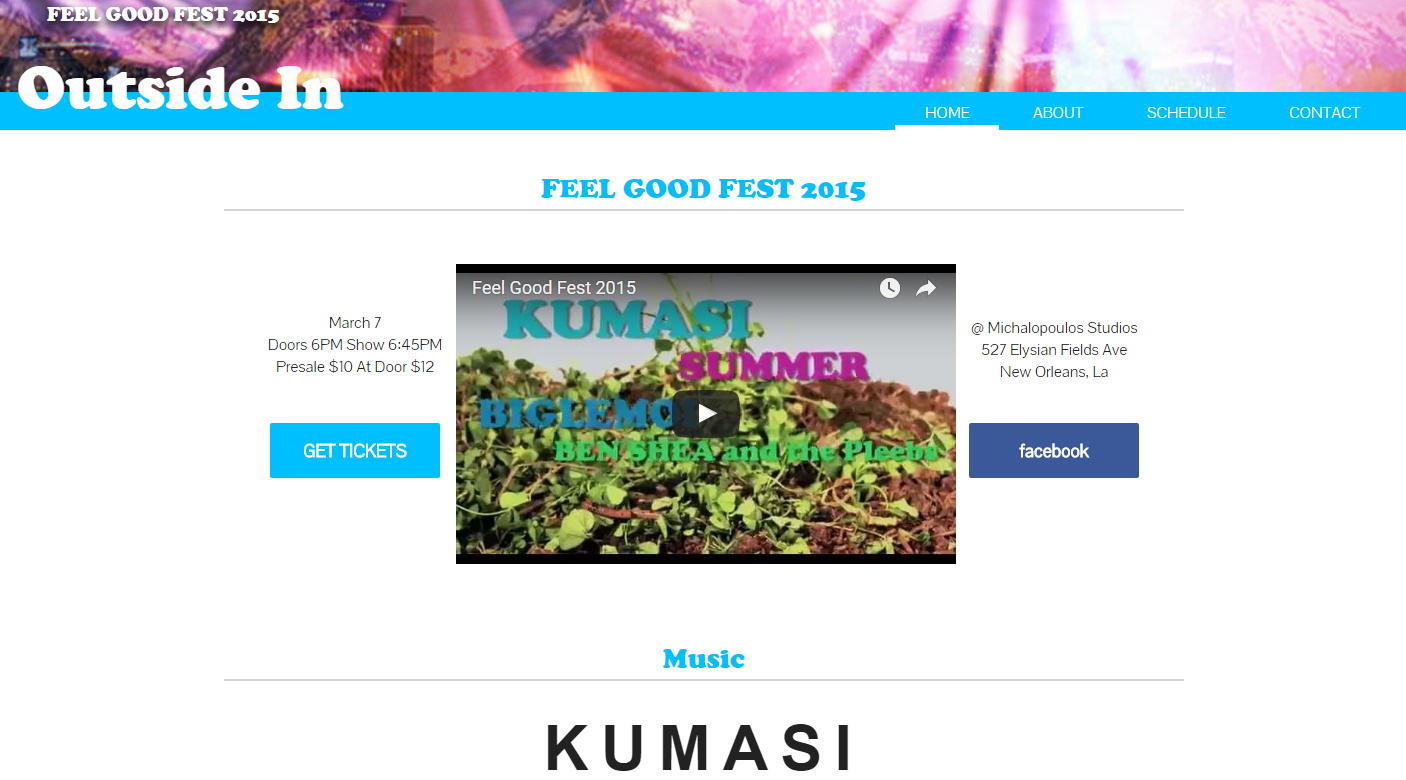 FEEL GOOD FEST 2015
Outside In
HOME
ABOUT
SCHEDULE
CONTACT
FEEL GOOD FEST 2015
March 7
Doors 6PM Show 6:45PM
Presale $10 At Door $12
GET TICKETS
Feel Good Fest 2015
KUMASI
SUMMER
BEN SHEA and the Pleebs
@ Michalopoulos Studios
527 Elysian Fields Ave
New Orleans, La
facebook
Music
KUMASI